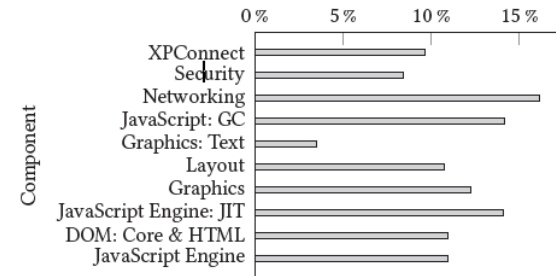 0 % 5 % 10 % 15 %
XPConnect
Security
Networking
JavaScript: GC
Graphics: Text
Layout
Graphics
JavaScript Engine: JIT
DOM: Core & HTML
JavaScript Engine
Component